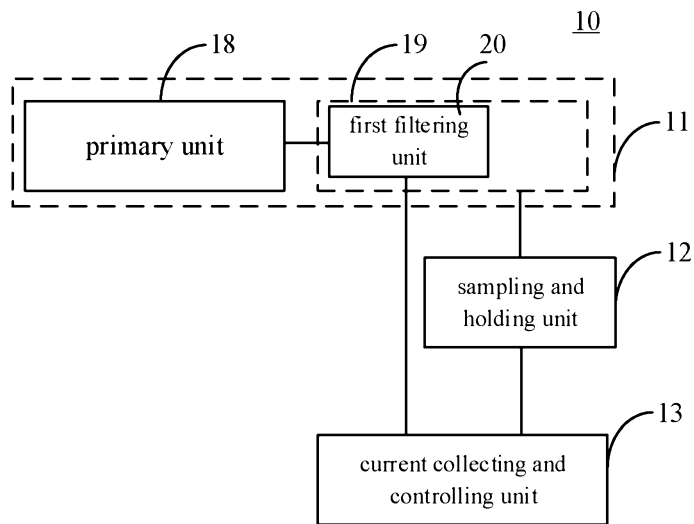 10
18
19
20
primary unit
first filtering
unit
11
12
sampling and
holding unit
13
current collecting and
controlling unit